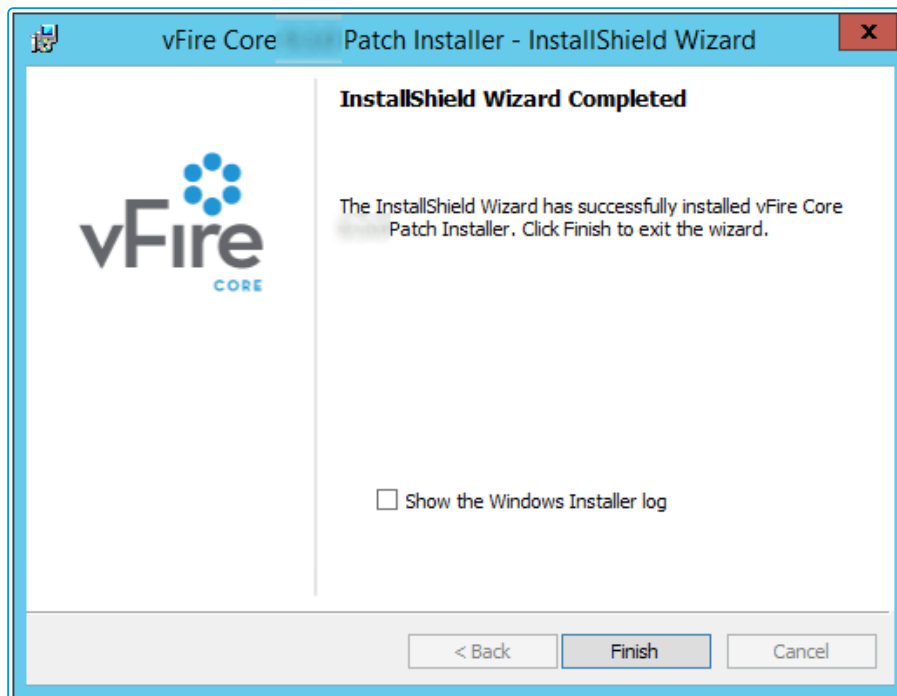 vFire Core Patch Installer - InstallShield Wizard
x
InstallShield Wizard Completed
vFire
CORE
The InstallShield Wizard has successfully installed vFire Core
Patch Installer. Click Finish to exit the wizard.
Show the Windows Installer log
< Back Finish Cancel